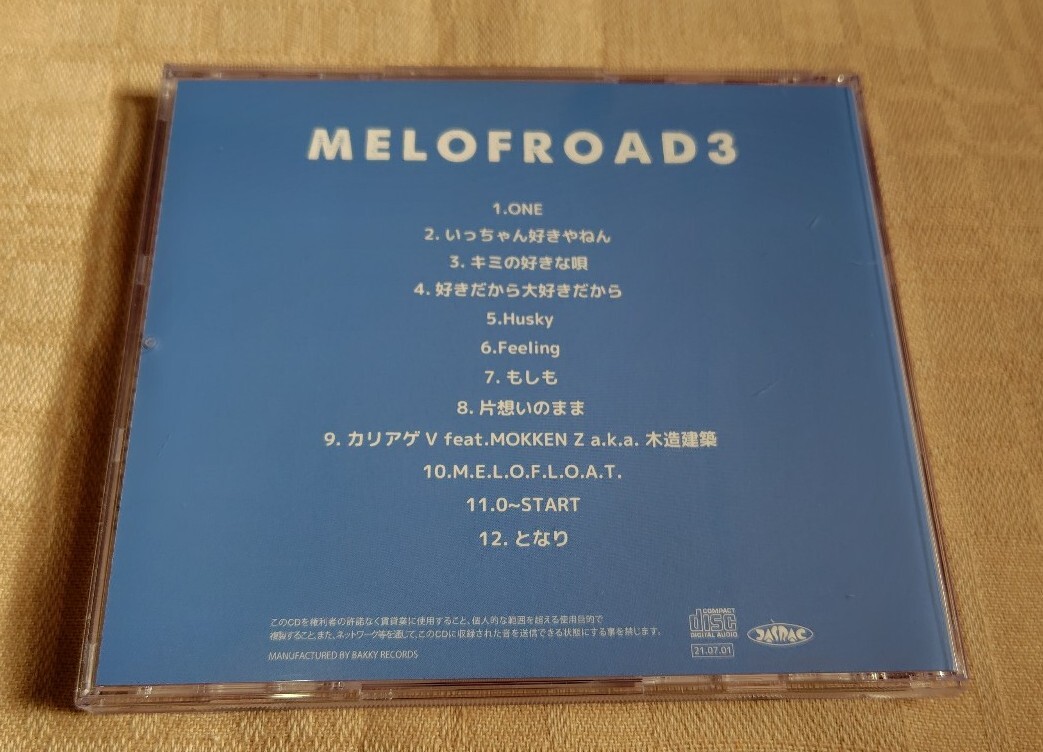 MELOFROAD3
1.ONE
2. いっちゃん好きやねん
3. キミの好きな唄
4. 好きだから大好きだから
5.Husky
6.Feeling
7. もしも
8. 片想いのまま
9. カリアゲ V feat.MOKKEN Z a.k.a. 木造建築
10.M.E.L.O.F.L.O.A.T.
11.0~START
12. となり
このCDを権利者の許諾なく賃貸業に使用すること、個人的な範囲を超える使用目的で
複製すること、また、ネットワーク等を通じて、このCDに収録された音を送信できる状態にする事を禁じます。
MANUFACTURED BY BAKKY RECORDS
COMPACT
disc
DIGITAL AUDIO
21.07.01
JASRAC